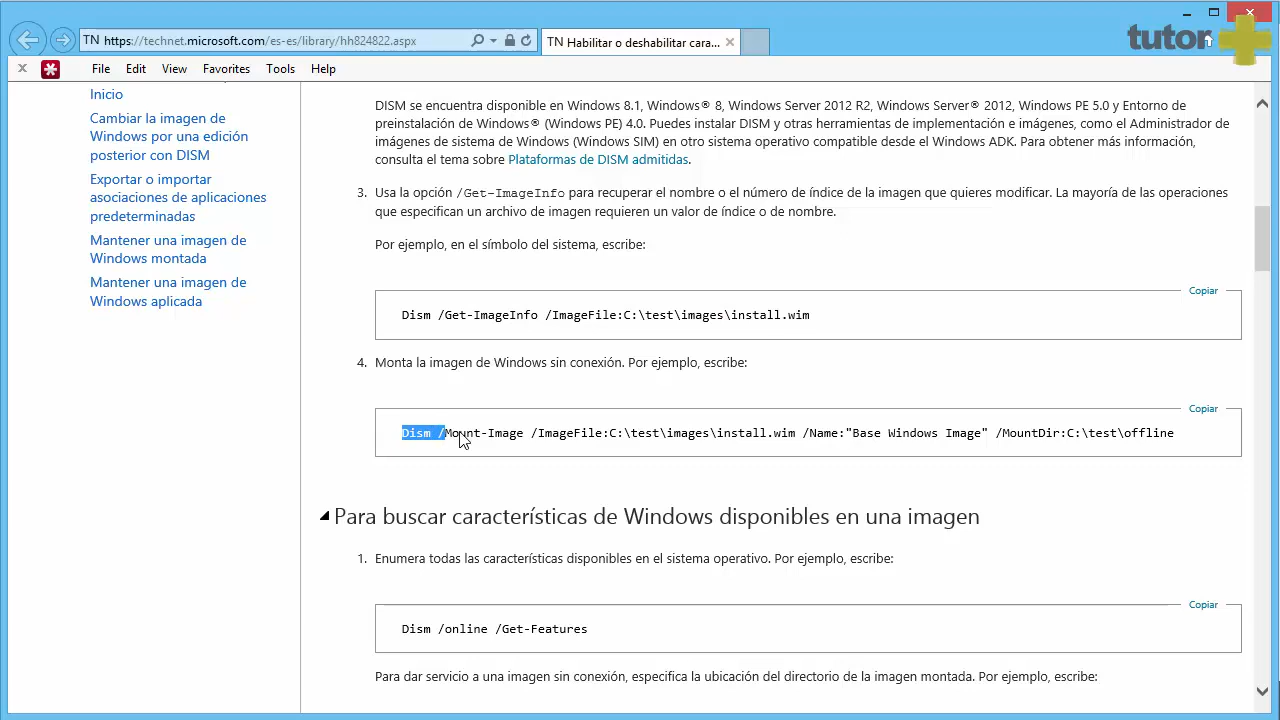 TN https://technet.microsoft.com/es-es/library/hh824822.aspx
TN Habilitar o deshabilitar cara...
tutor
File Edit View Favorites Tools Help
Inicio
Cambiar la imagen de
Windows por una edición
posterior con DISM
Exportar o importar
asociaciones de aplicaciones
predeterminadas
Mantener una imagen de
Windows montada
Mantener una imagen de
Windows aplicada
DISM se encuentra disponible en Windows 8.1, Windows® 8, Windows Server 2012 R2, Windows Server® 2012, Windows PE 5.0 y Entorno de
preinstalación de Windows® (Windows PE) 4.0. Puedes instalar DISM y otras herramientas de implementación e imágenes, como el Administrador de
imágenes de sistema de Windows (Windows SIM) en otro sistema operativo compatible desde el Windows ADK. Para obtener más información,
consulta el tema sobre Plataformas de DISM admitidas.
3. Usa la opción /Get-ImageInfo para recuperar el nombre o el número de índice de la imagen que quieres modificar. La mayoría de las operaciones
que especifican un archivo de imagen requieren un valor de índice o de nombre.
Por ejemplo, en el símbolo del sistema, escribe:
Copiar
Dism /Get-ImageInfo /ImageFile:C:\test\images\install.wim
4. Monta la imagen de Windows sin conexión. Por ejemplo, escribe:
Copiar
Dism /Mount-Image /ImageFile:C:\test\images\install.wim /Name:"Base Windows Image" /MountDir:C:\test\offline
Para buscar características de Windows disponibles en una imagen
1. Enumera todas las características disponibles en el sistema operativo. Por ejemplo, escribe:
Copiar
Dism /online /Get-Features
Para dar servicio a una imagen sin conexión, especifica la ubicación del directorio de la imagen montada. Por ejemplo, escribe: